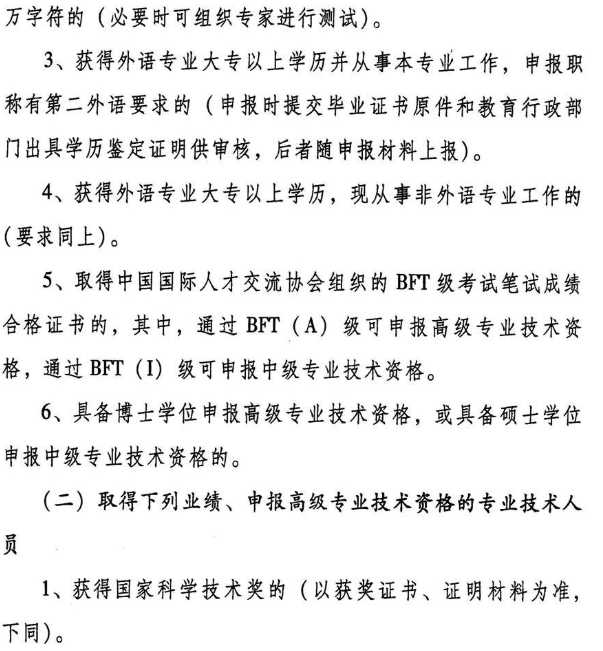 万字符的（必要时可组织专家进行测试）。
3、获得外语专业大专以上学历并从事本专业工作，申报职
称有第二外语要求的（申报时提交毕业证书原件和教育行政部
门出具学历鉴定证明供审核，后者随申报材料上报）。
4、获得外语专业大专以上学历，现从事非外语专业工作的
（要求同上）。
5、取得中国国际人才交流协会组织的 BFT 级考试笔试成绩
合格证书的，其中，通过 BFT（A）级可申报高级专业技术资
格，通过 BFT（I）级可申报中级专业技术资格。
6、具备博士学位申报高级专业技术资格，或具备硕士学位
申报中级专业技术资格的。
（二）取得下列业绩、申报高级专业技术资格的专业技术人
员
1、获得国家科学技术奖的（以获奖证书、证明材料为准，
下同）。